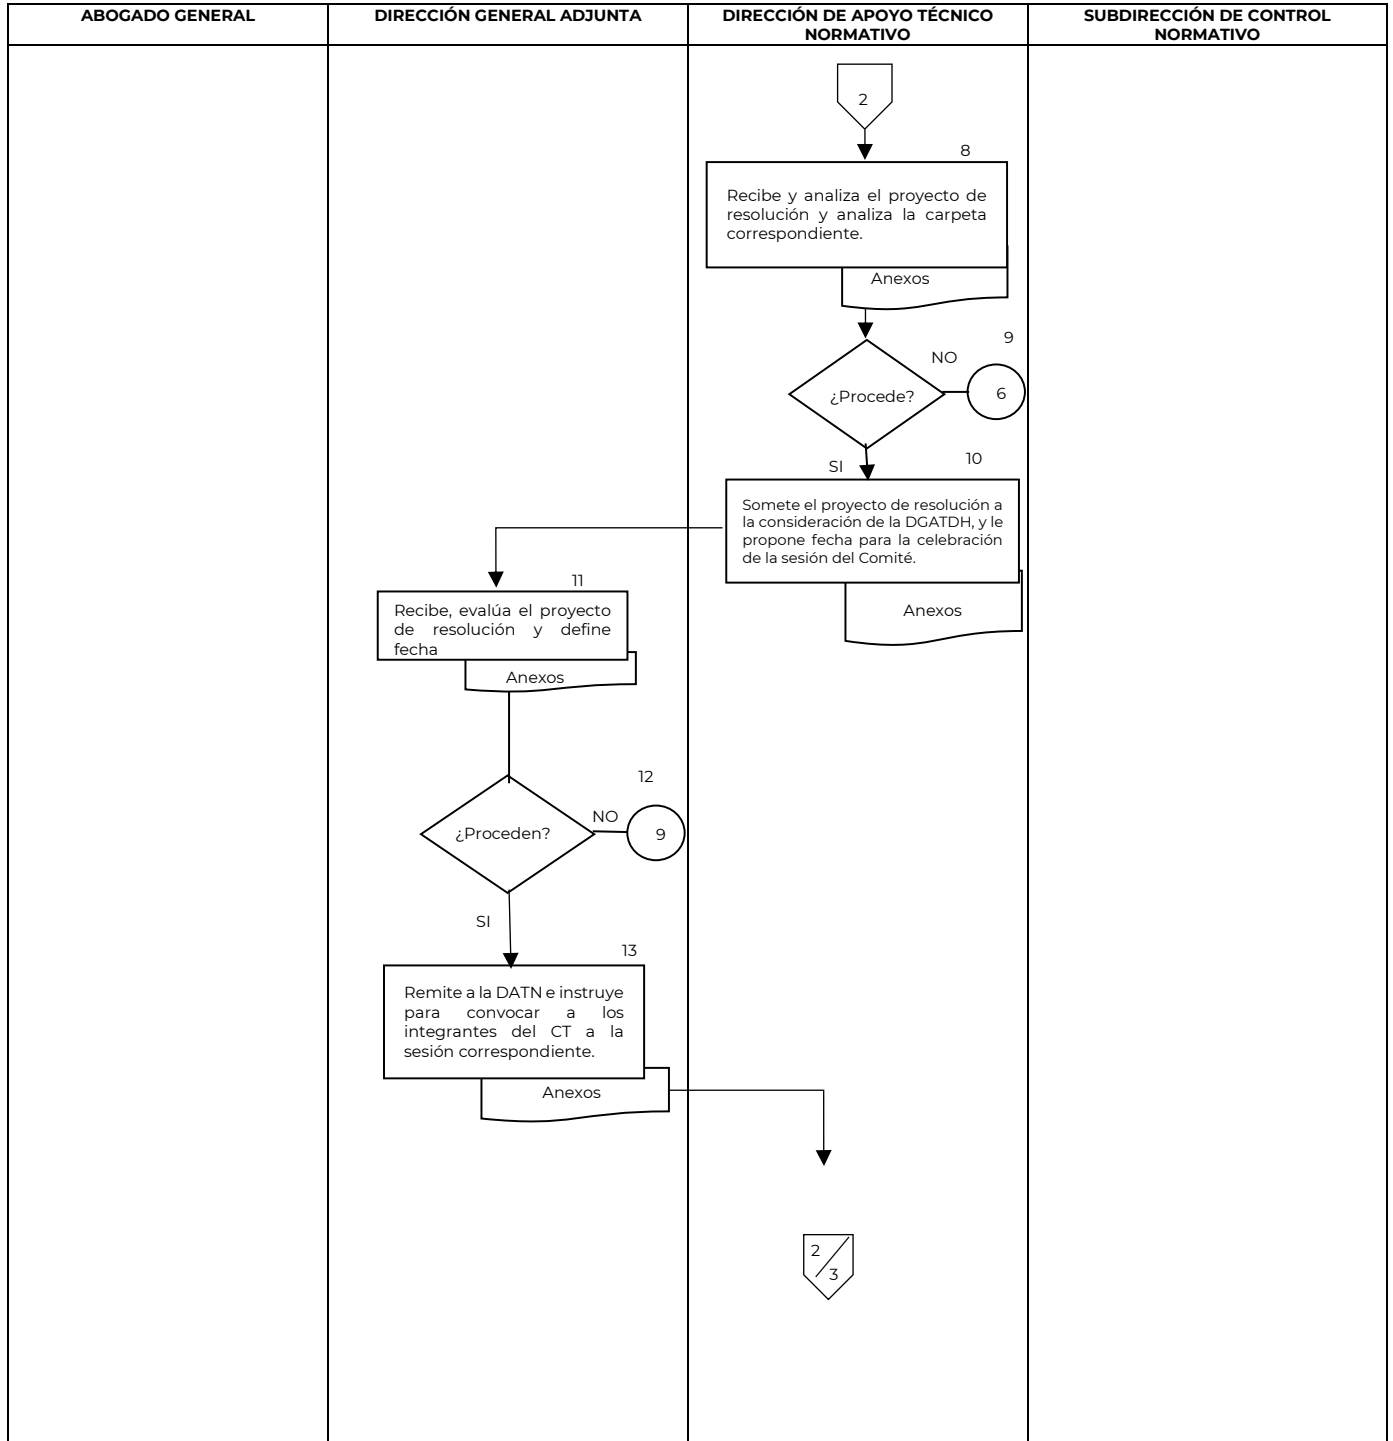 ABOGADO GENERAL
DIRECCIÓN GENERAL ADJUNTA
DIRECCIÓN DE APOYO TÉCNICO
NORMATIVO
SUBDIRECCIÓN DE CONTROL
NORMATIVO
2
8
Recibe y analiza el proyecto de
resolución y analiza la carpeta
correspondiente.
Anexos
9
NO
¿Procede?
6
SI
10
Somete el proyecto de resolución a
la consideración de la DGATDH, y le
propone fecha para la celebración
de la sesión del Comité.
Anexos
11
Recibe, evalúa el proyecto
de resolución y define
fecha
Anexos
12
NO
¿Proceden?
9
SI
13
Remite a la DATN e instruye
para convocar a los
integrantes del CT a la
sesión correspondiente.
Anexos
2
3